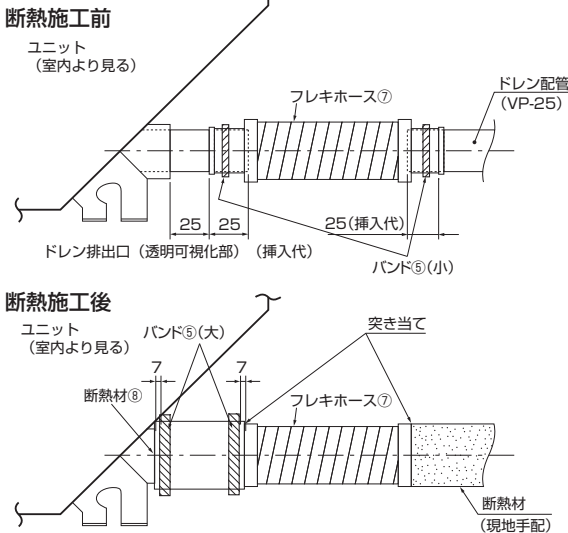 断熱施工前
ユニット
（室内より見る）
フレキホース⑦
ドレン配管
（VP-25）
25
25
25（挿入代）
ドレン排出口（透明可視化部）（挿入代）
バンド⑤（小）
断熱施工後
ユニット
（室内より見る）
バンド⑤（大）
突き当て
7
7
断熱材⑧
フレキホース⑦
断熱材
（現地手配）